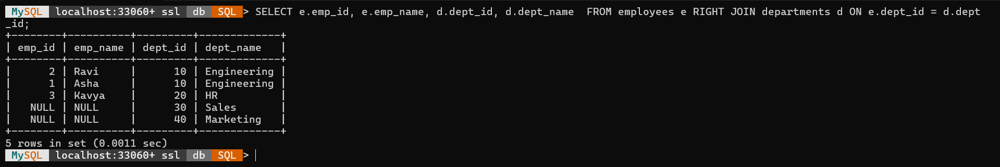 MySQL localhost:33060+ ssl db SQL > SELECT e.emp_id, e.emp_name, d.dept_id, d.dept_name  FROM employees e RIGHT JOIN departments d ON e.dept_id = d.dept
_id;
+--------+----------+---------+-------------+
| emp_id | emp_name | dept_id | dept_name   |
+--------+----------+---------+-------------+
|      2 | Ravi     |      10 | Engineering |
|      1 | Asha     |      10 | Engineering |
|      3 | Kavya    |      20 | HR          |
|   NULL | NULL     |      30 | Sales       |
|   NULL | NULL     |      40 | Marketing   |
+--------+----------+---------+-------------+
5 rows in set (0.0011 sec)
MySQL localhost:33060+ ssl db SQL >